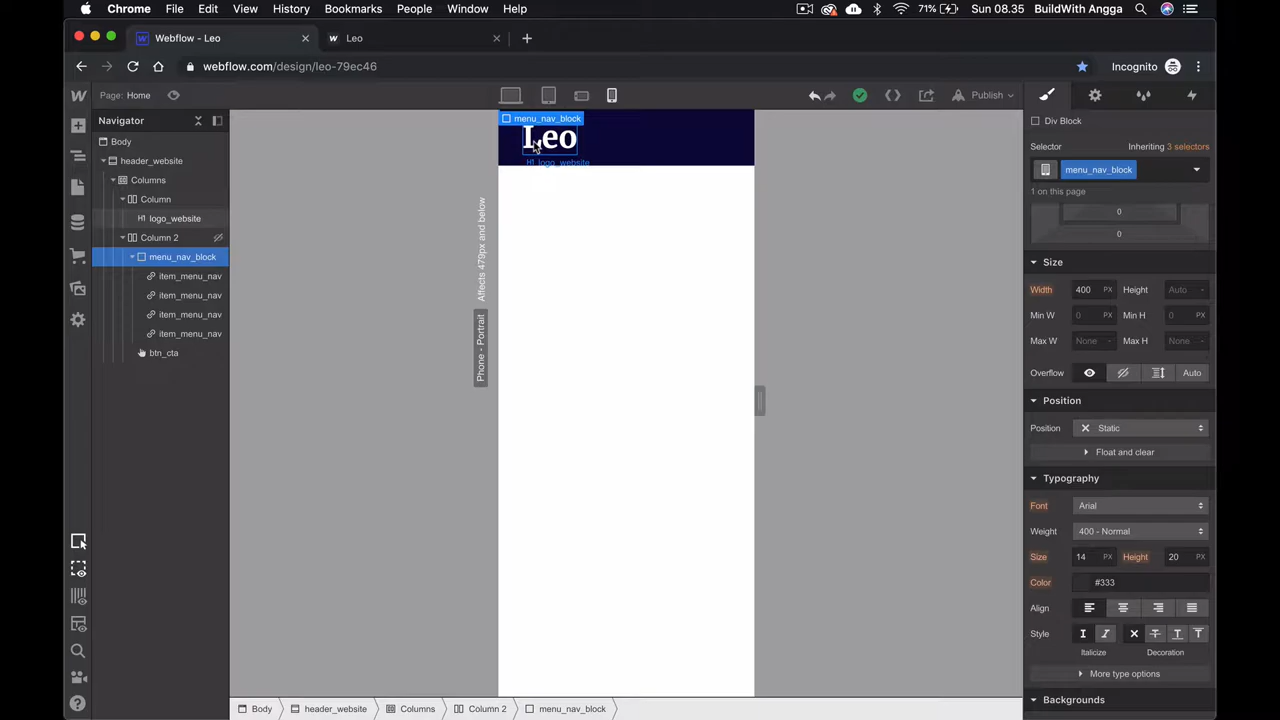 Chrome File Edit View History Bookmarks People Window Help 71% Sun 08.35 BuildWith Angga
Webflow - Leo
Leo
webflow.com/design/leo-79ec46
Incognito
Page: Home
Publish
Navigator
Body
header_website
Columns
Column
H1 logo_website
Column 2
menu_nav_block
item_menu_nav
item_menu_nav
item_menu_nav
item_menu_nav
btn_cta
menu_nav_block
Leo
H1 logo_website
Affects 479px and below
Phone - Portrait
Div Block
Selector
Inheriting 3 selectors
menu_nav_block
1 on this page
0
0
Size
Width 400 PX Height Auto -
Min W 0 PX Min H 0 PX
Max W None - Max H None -
Overflow Auto
Position
Position Static
Float and clear
Typography
Font Arial
Weight 400 - Normal
Size 14 PX Height 20 PX
Color #333
Align
Style
Italicize Decoration
More type options
Backgrounds
Body header_website Columns Column 2 menu_nav_block